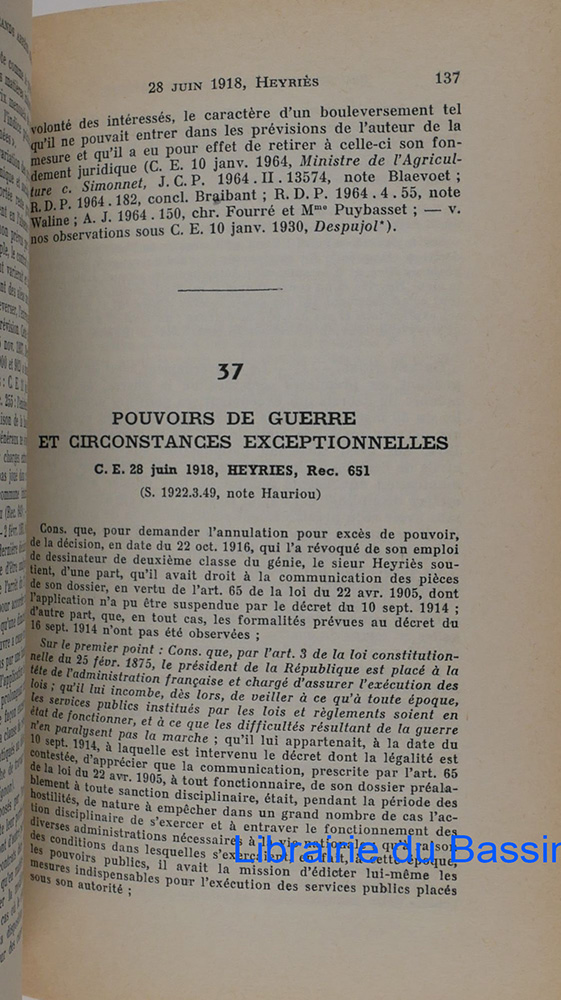 28 JUIN 1918, HEYRIÈS 137
volonté des intéressés, le caractère d'un bouleversement tel
qu'il ne pouvait entrer dans les prévisions de l'auteur de la
mesure et qu'il a eu pour effet de retirer à celle-ci son fon-
dement juridique (C. E. 10 janv. 1964, Ministre de l'Agricul-
ture c. Simonnet, J. C. P. 1964. II. 13574, note Blaevoet ;
R. D. P. 1964. 182, concl. Braibant ; R. D. P. 1964. 4. 55, note
Waline ; A. J. 1964. 150, chr. Fourré et Mme Puybasset ; — v.
nos observations sous C. E. 10 janv. 1930, Despujol*).
37
POUVOIRS DE GUERRE
ET CIRCONSTANCES EXCEPTIONNELLES
C. E. 28 juin 1918, HEYRIES, Rec. 651
(S. 1922.3.49, note Hauriou)
Cons. que, pour demander l'annulation pour excès de pouvoir,
de la décision, en date du 22 oct. 1916, qui l'a révoqué de son emploi
de dessinateur de deuxième classe du génie, le sieur Heyriès sou-
tient, d'une part, qu'il avait droit à la communication des pièces
de son dossier, en vertu de l'art. 65 de la loi du 22 avr. 1905, dont
l'application n'a pu être suspendue par le décret du 10 sept. 1914 ;
d'autre part, que, en tout cas, les formalités prévues au décret du
16 sept. 1914 n'ont pas été observées ;
Sur le premier point : Cons. que, par l'art. 3 de la loi constitution-
nelle du 25 févr. 1875, le président de la République est placé à la
tête de l'administration française et chargé d'assurer l'exécution des
lois ; qu'il lui incombe, dès lors, de veiller à ce qu'à toute époque,
les services publics institués par les lois et règlements soient en
état de fonctionner, et à ce que les difficultés résultant de la guerre
n'en paralysent pas la marche ; qu'il lui appartenait, à la date du
10 sept. 1914, à laquelle est intervenu le décret dont la légalité est
contestée, d'apprécier que la communication, prescrite par l'art. 65
de la loi du 22 avr. 1905, à tout fonctionnaire, de son dossier préala-
blement à toute sanction disciplinaire, était, pendant la période des
hostilités, de nature à empêcher dans un grand nombre de cas l'ac-
tion disciplinaire de s'exercer et à entraver le fonctionnement des
diverses administrations nécessaires à la vie nationale ; qu'à raison
des conditions dans lesquelles s'exerçaient, en fait, à cette époque,
les pouvoirs publics, il avait la mission d'édicter lui-même les
mesures indispensables pour l'exécution des services publics placés
sous son autorité ;
Librairie du Bassin